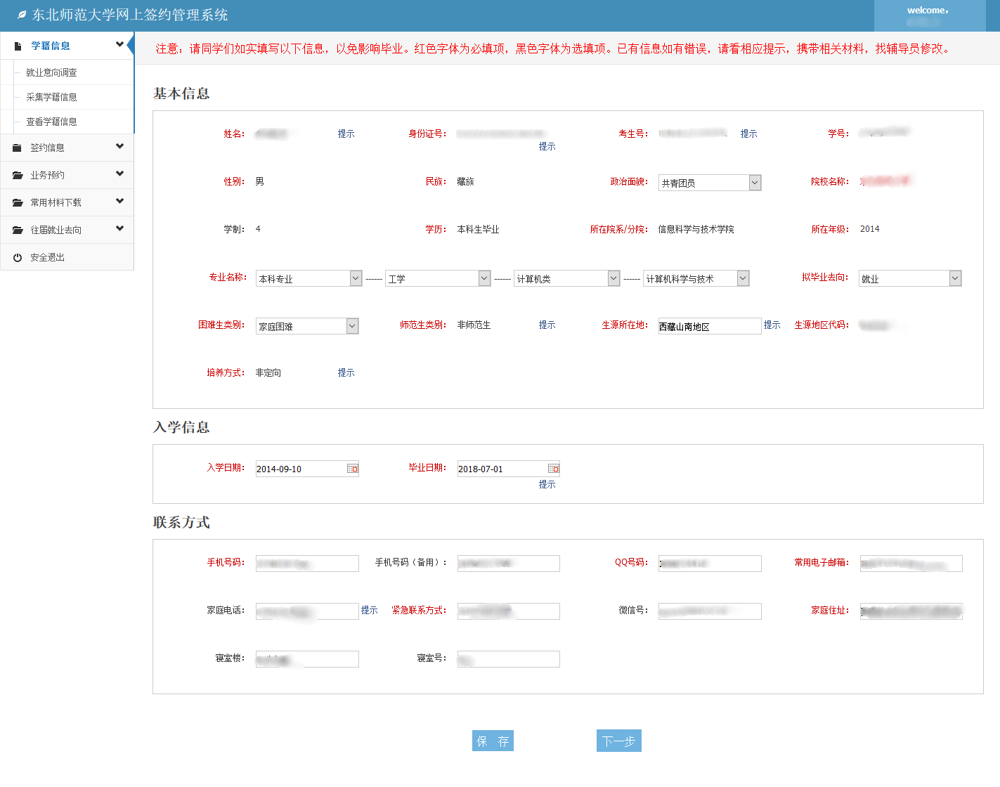 东北师范大学网上签约管理系统
welcome,
学籍信息
就业意向调查
采集学籍信息
查看学籍信息
签约信息
业务预约
常用材料下载
往届就业去向
安全退出
注意：请同学们如实填写以下信息，以免影响毕业。红色字体为必填项，黑色字体为选填项。已有信息如有错误，请看相应提示，携带相关材料，找辅导员修改。
基本信息
姓名： 提示 身份证号： 提示 考生号： 提示 学号：
性别： 男 民族： 藏族 政治面貌： 共青团员 院校名称：
学制： 4 学历： 本科生毕业 所在院系/分院： 信息科学与技术学院 所在年级： 2014
专业名称： 本科专业 ------ 工学 ------ 计算机类 ------ 计算机科学与技术 拟毕业去向： 就业
困难生类别： 家庭困难 师范生类别： 非师范生 提示 生源所在地： 西藏山南地区 提示 生源地区代码：
培养方式： 非定向 提示
入学信息
入学日期： 2014-09-10 毕业日期： 2018-07-01
提示
联系方式
手机号码： 手机号码（备用）： QQ号码： 常用电子邮箱：
家庭电话： 提示 紧急联系方式： 微信号： 家庭住址：
寝室楼： 寝室号：
保 存 下一步